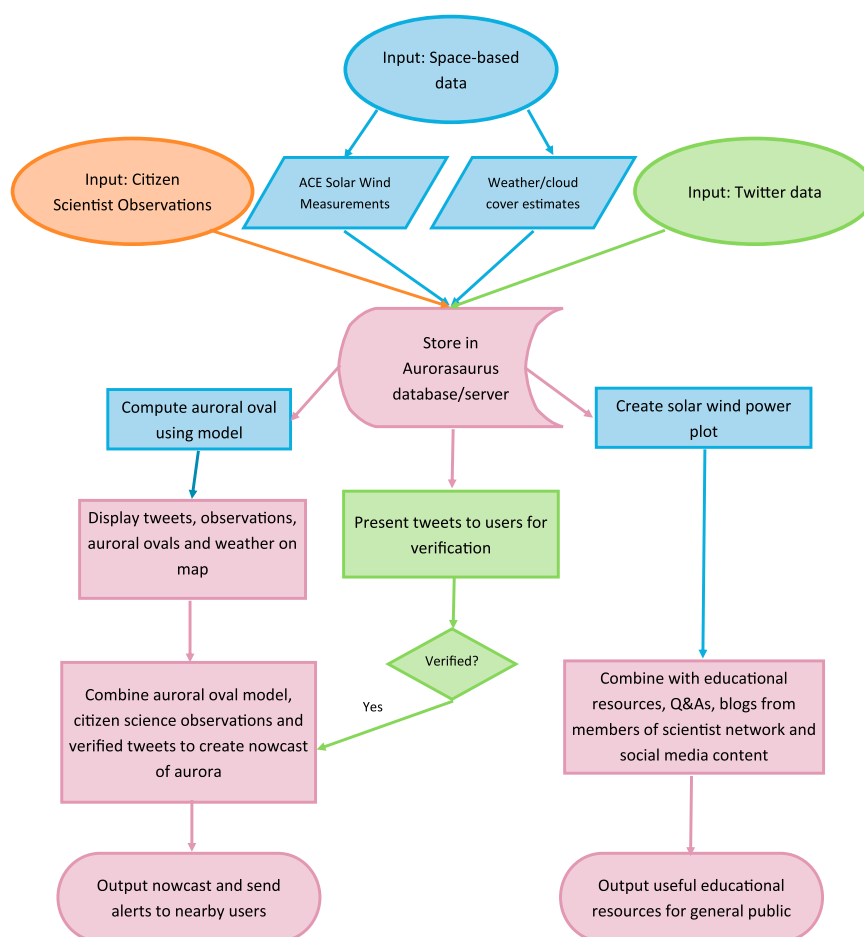 Input: Space-based
data
Input: Citizen
Scientist Observations
ACE Solar Wind
Measurements
Weather/cloud
cover estimates
Input: Twitter data
Store in
Aurorasaurus
database/server
Compute auroral oval
using model
Create solar wind power
plot
Display tweets, observations,
auroral ovals and weather on
map
Present tweets to users for
verification
Verified?
Yes
Combine auroral oval model,
citizen science observations and
verified tweets to create nowcast
of aurora
Combine with educational
resources, Q&As, blogs from
members of scientist network and
social media content
Output nowcast and send
alerts to nearby users
Output useful educational
resources for general public